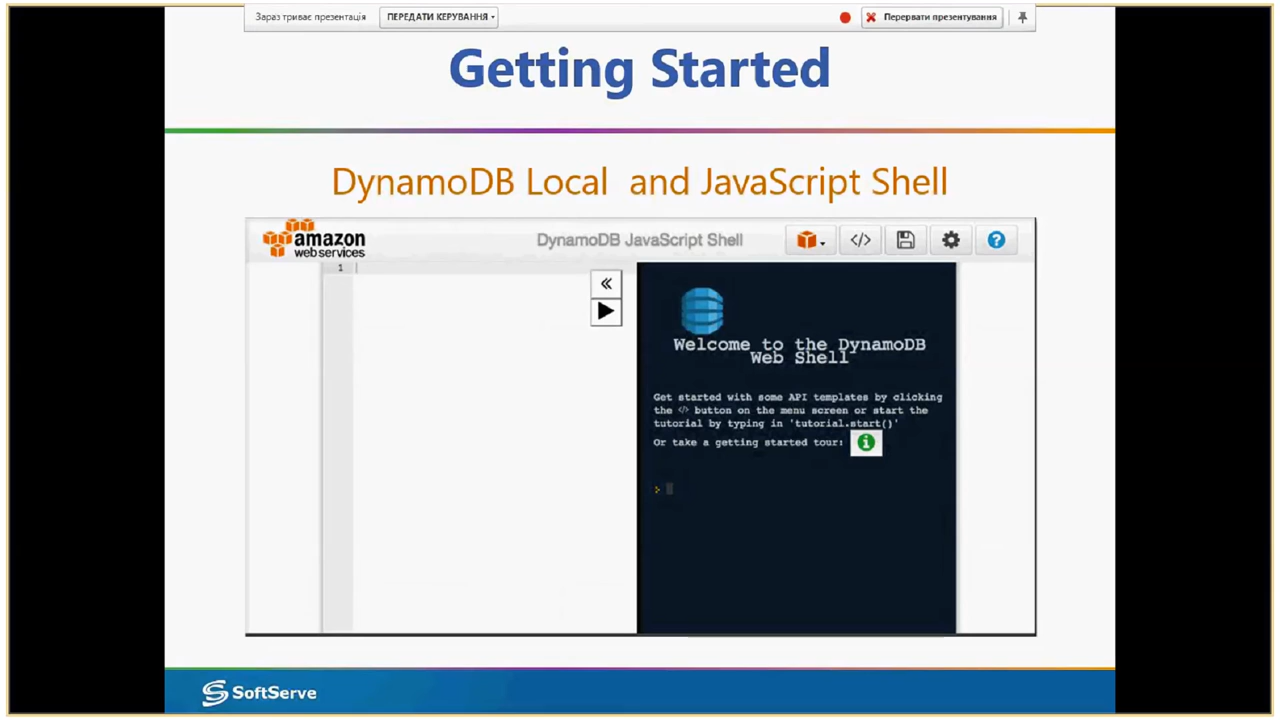 Зараз триває презентація
ПЕРЕДАТИ КЕРУВАННЯ
Перервати презентування
Getting Started
DynamoDB Local and JavaScript Shell
amazon
webservices
DynamoDB JavaScript Shell
</>
?
1
«
Welcome to the DynamoDB
Web Shell
Get started with some API templates by clicking
the </> button on the menu screen or start the
tutorial by typing in 'tutorial.start()'
Or take a getting started tour:
>
SoftServe